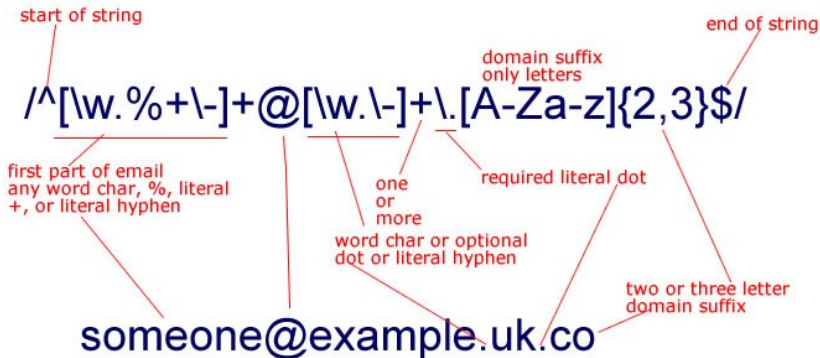 start of string
end of string
domain suffix
only letters
/^[\w.%+\-]+@[\w.\-]+\.[A-Za-z]{2,3}$/
first part of email
any word char, %, literal
+, or literal hyphen
one
or
more
required literal dot
word char or optional
dot or literal hyphen
two or three letter
domain suffix
someone@example.uk.co